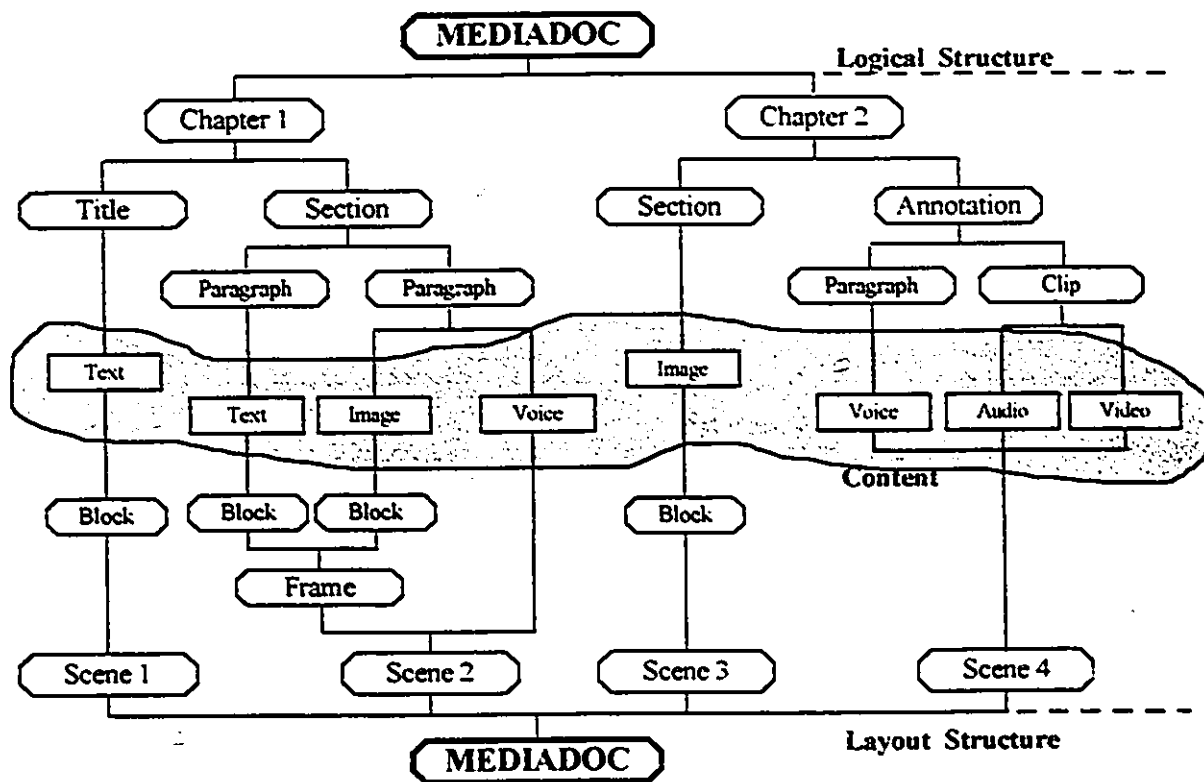 MEDIADOC
Logical Structure
Chapter 1
Chapter 2
Title
Section
Section
Annotation
Paragraph
Paragraph
Paragraph
Clip
Text
Image
Text
Image
Voice
Voice
Audio
Video
Content
Block
Block
Block
Block
Frame
Scene 1
Scene 2
Scene 3
Scene 4
Layout Structure
MEDIADOC